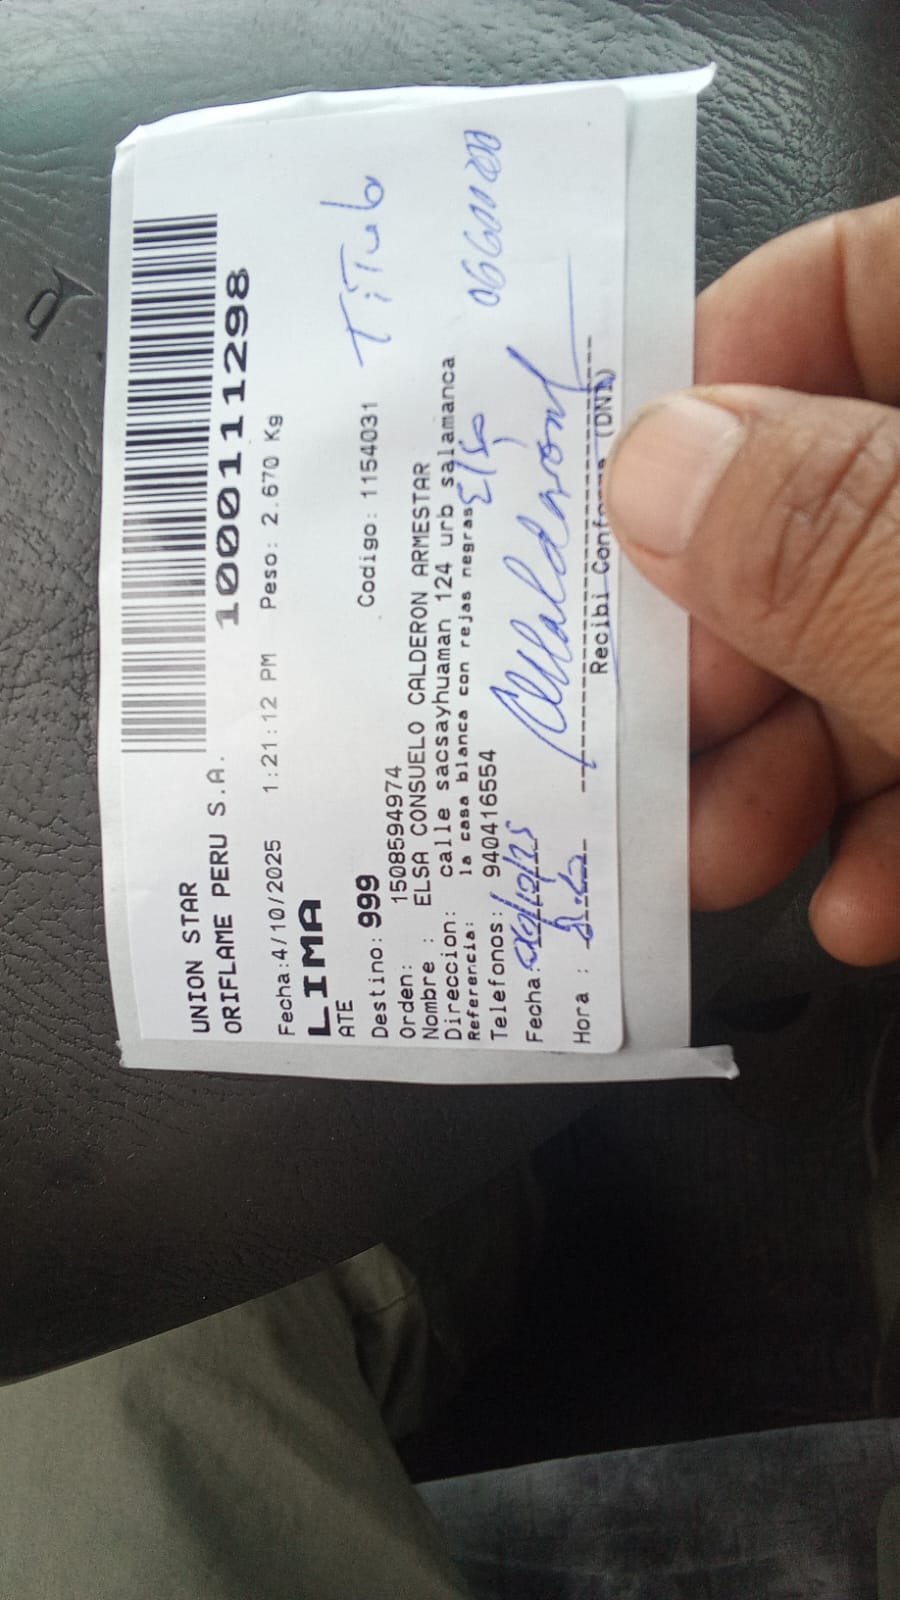 UNION STAR
ORIFLAME PERU S.A. 1000111298
Fecha:4/10/2025 1:21:12 PM Peso: 2.670 Kg
LIMA
ATE
Destino: 999 Codigo: 1154031 TiTulo
Orden: 1508594974
Nombre : ELSA CONSUELO CALDERON ARMESTAR
Direccion: calle sacsayhuaman 124 urb salamanca
Referencia: la casa blanca con rejas negras Elsa
Telefonos: 940416554
Fecha:
Hora :
Recibi (DNI)